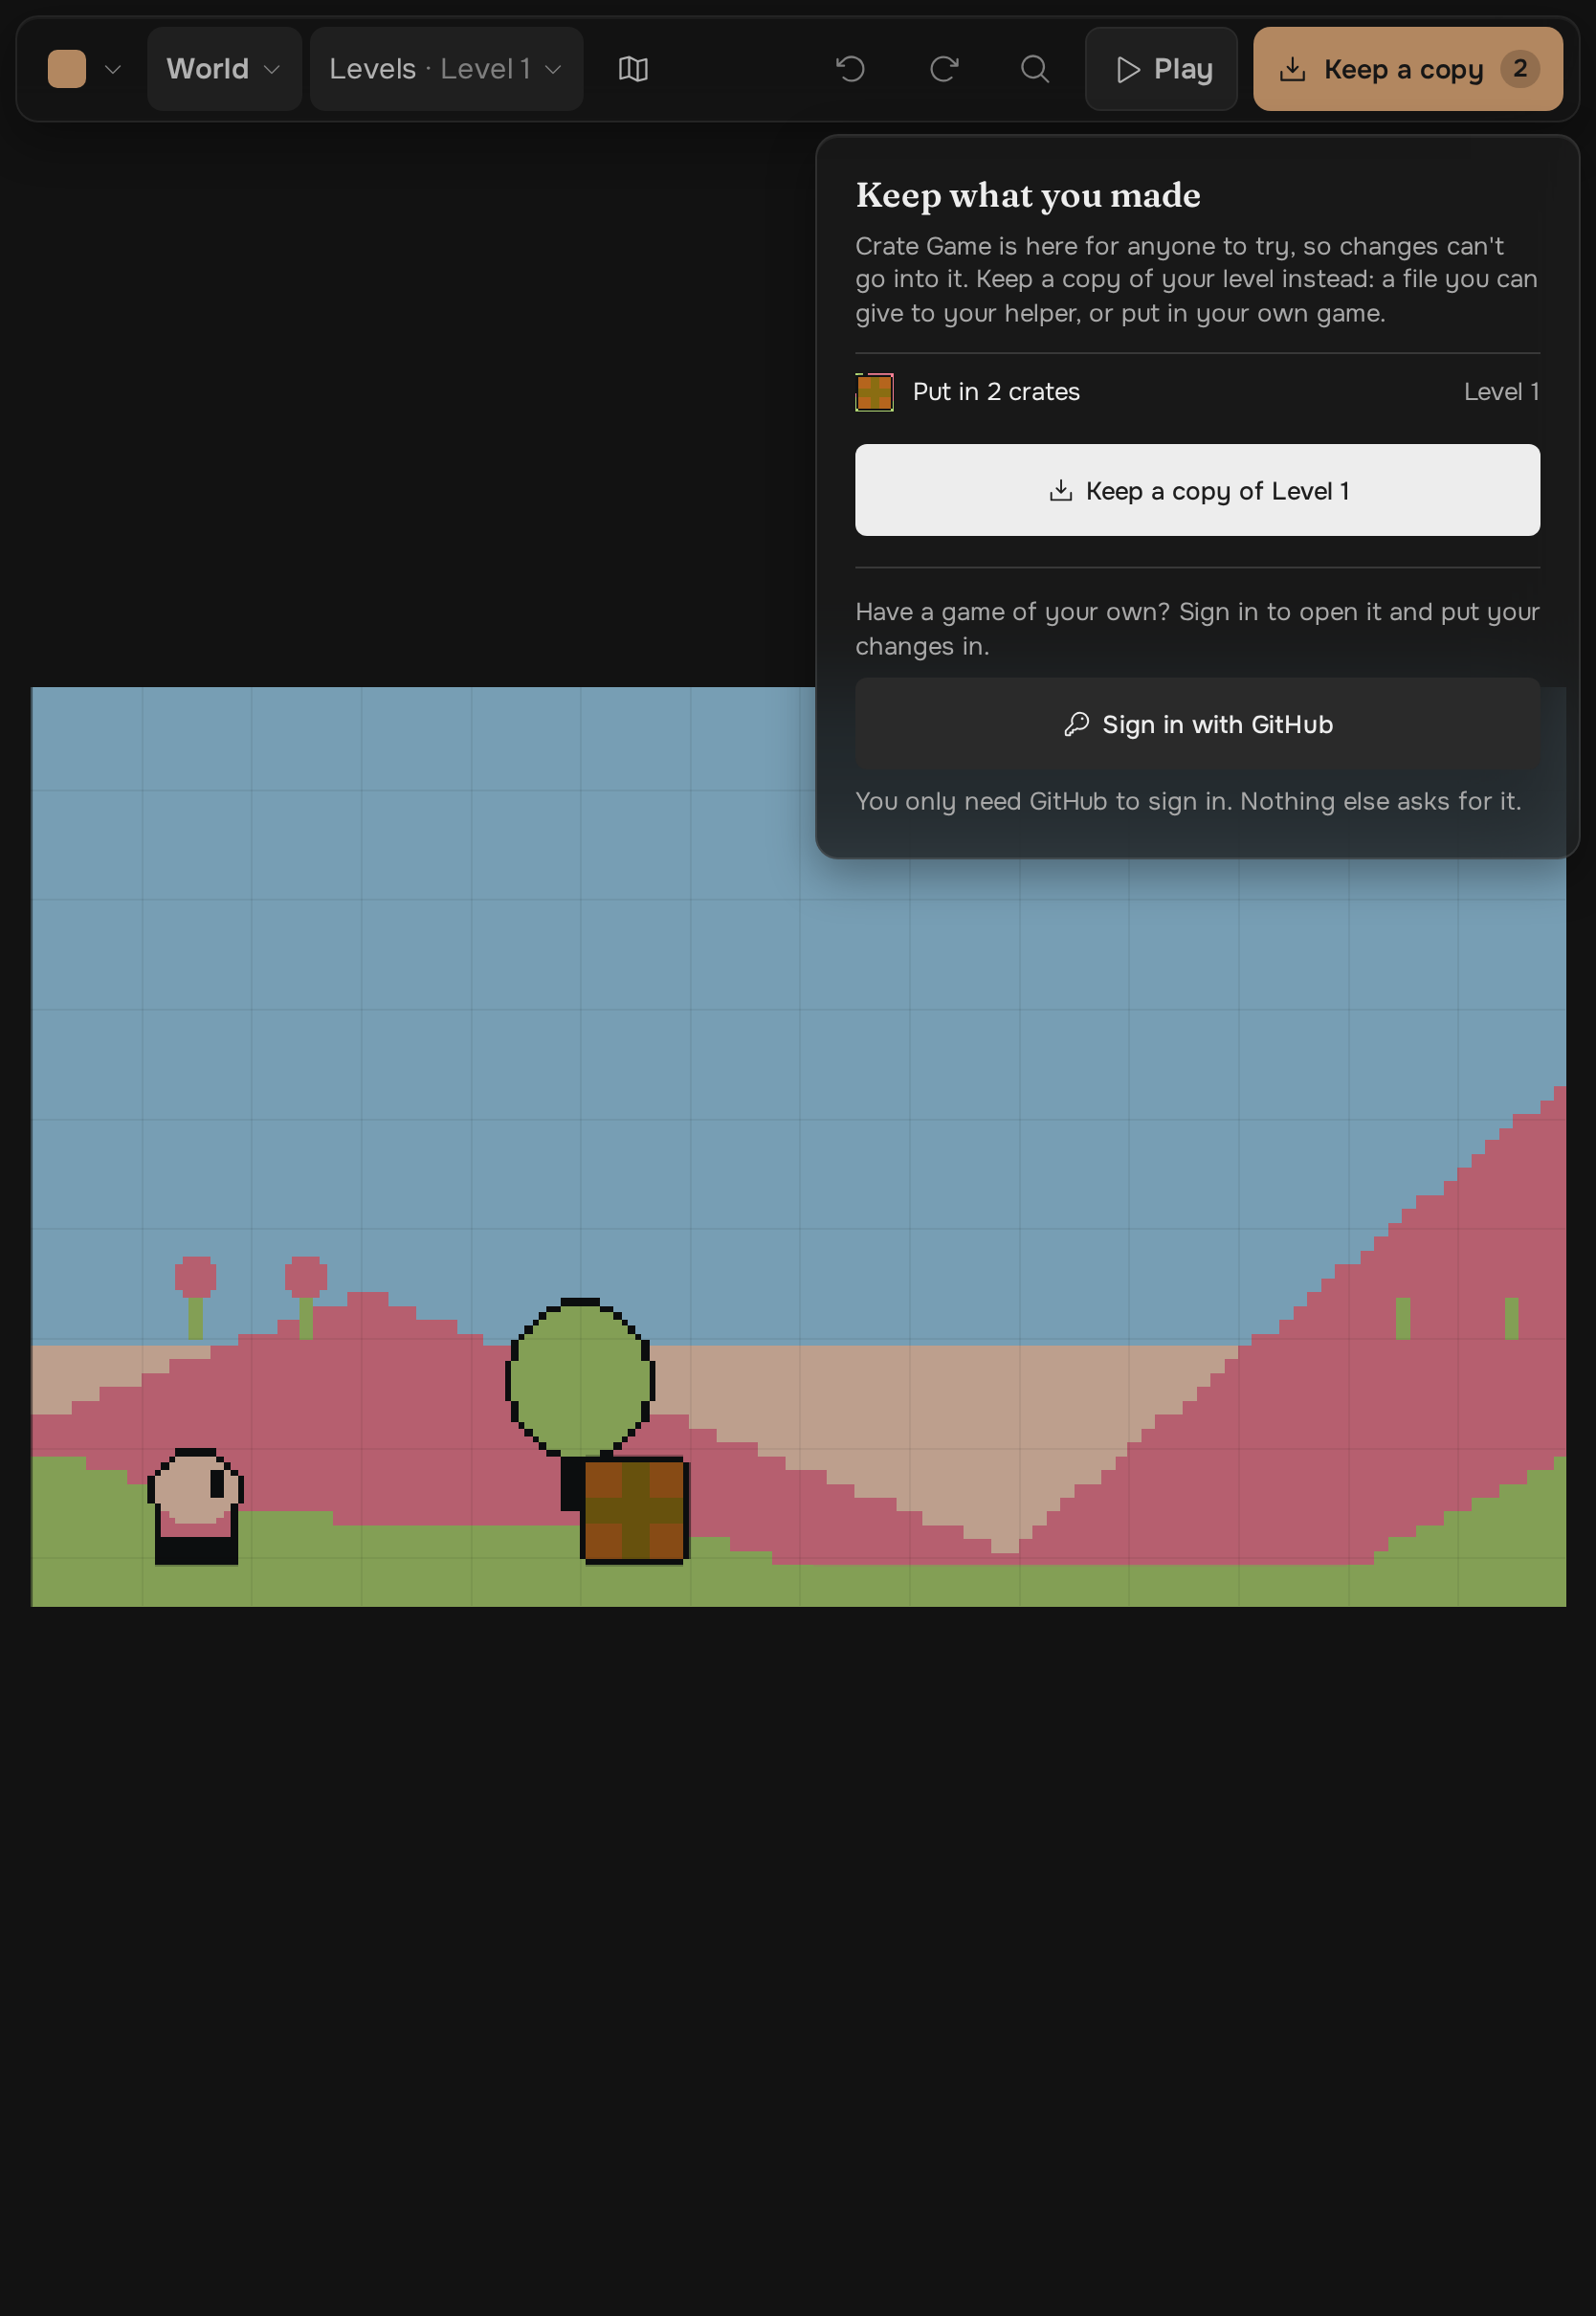 World
Levels · Level 1
Play
Keep a copy 2
Keep what you made
Crate Game is here for anyone to try, so changes can't
go into it. Keep a copy of your level instead: a file you can
give to your helper, or put in your own game.
Put in 2 crates
Level 1
Keep a copy of Level 1
Have a game of your own? Sign in to open it and put your
changes in.
Sign in with GitHub
You only need GitHub to sign in. Nothing else asks for it.